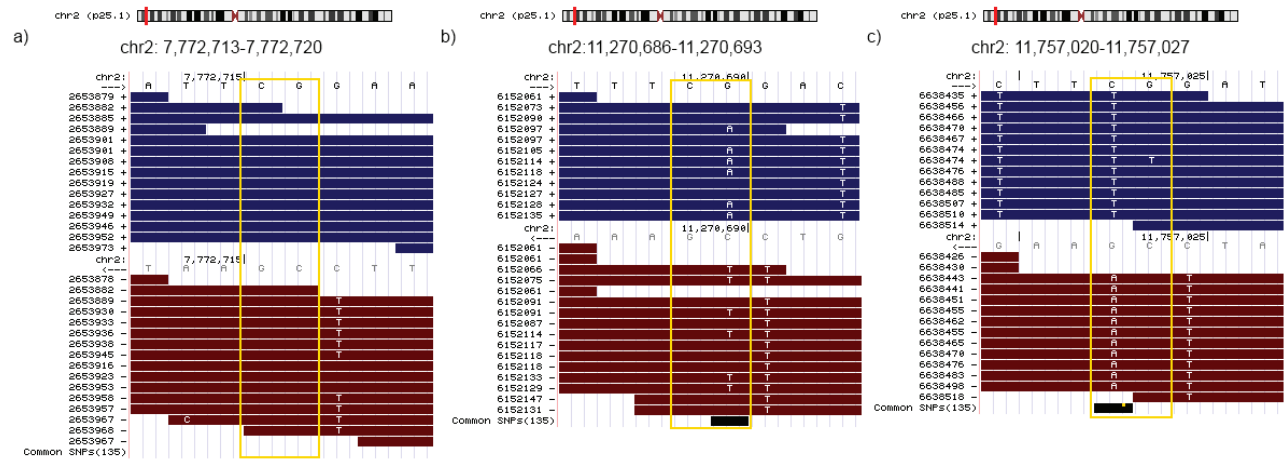 chr2 (p25.1)
a)
chr2: 7,772,713-7,772,720
chr2: 7,772,715|
---> A T T C G G A A
2653879 +
2653882 +
2653885 +
2653889 +
2653901 +
2653901 +
2653908 +
2653915 +
2653919 +
2653927 +
2653932 +
2653949 +
2653946 +
2653952 +
2653973 +
chr2: 7,772,715|
<--- T A A G C C T T
2653878 -
2653882 -
2653889 - T
2653930 - T
2653933 - T
2653936 - T
2653938 - T
2653945 - T
2653916 -
2653923 -
2653953 -
2653958 - T
2653957 - T
2653967 - C T
2653968 - T
2653967 -
Common SNPs(135)
chr2 (p25.1)
b)
chr2:11,270,686-11,270,693
chr2: 11,270,690|
---> T T T C G G A C
6152061 +
6152073 + T
6152090 + T
6152097 + A
6152097 + T
6152105 + A T
6152114 + A T
6152118 + A T
6152124 + T
6152127 + T
6152128 + A T
6152135 + A T
chr2: 11,270,690|
<--- A A A G C C T G
6152061 -
6152061 -
6152066 - T T
6152075 - T T
6152061 -
6152091 - T
6152091 - T T
6152087 - T
6152114 - T T
6152117 - T
6152118 - T
6152118 - T
6152133 - T T
6152129 - T T
6152147 - T
6152131 - T
Common SNPs(135)
chr2 (p25.1)
c)
chr2: 11,757,020-11,757,027
chr2: | 11,757,025|
---> C T T C G G A T
6638435 + T T
6638456 + T T
6638466 + T T
6638470 + T T
6638467 + T T
6638474 + T T
6638474 + T T T
6638476 + T T
6638488 + T T
6638485 + T T
6638507 + T T
6638510 + T T
6638514 +
chr2: | 11,757,025|
<--- G A A G C C T A
6638426 -
6638430 -
6638443 - A T
6638441 - A T
6638451 - A T
6638455 - A T
6638462 - A T
6638455 - A T
6638465 - A T
6638470 - A T
6638476 - A T
6638483 - A T
6638498 - A T
6638518 - T
Common SNPs(135)